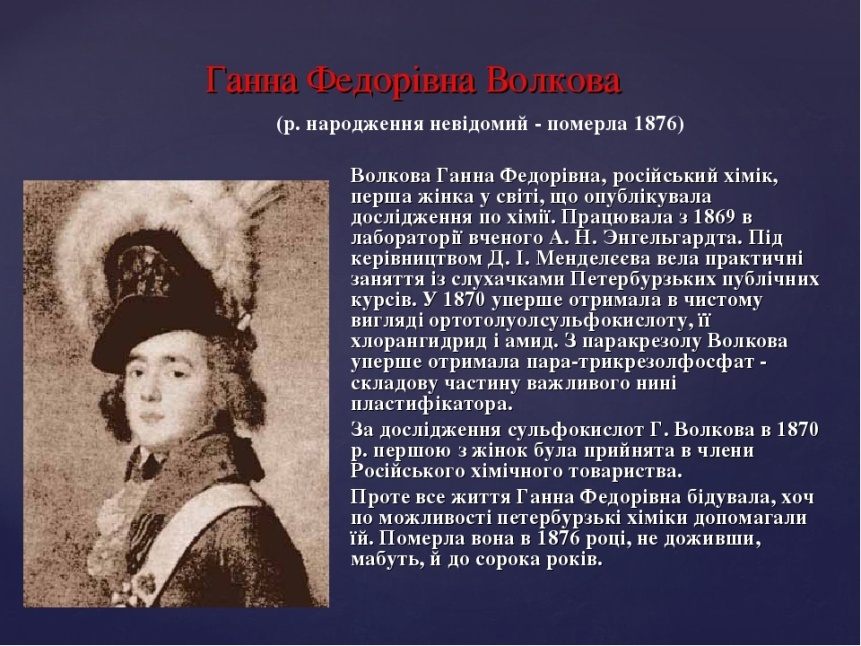 Ганна Федорівна Волкова
(р. народження невідомий - померла 1876)
Волкова Ганна Федорівна, російський хімік,
перша жінка у світі, що опублікувала
дослідження по хімії. Працювала з 1869 в
лабораторії вченого А. Н. Энгельгардта. Під
керівництвом Д. І. Менделєєва вела практичні
заняття із слухачками Петербурзьких публічних
курсів. У 1870 уперше отримала в чистому
вигляді ортотолуолсульфокислоту, її
хлорангидрид і амид. З паракрезолу Волкова
уперше отримала пара-трикрезолфосфат -
складову частину важливого нині
пластифікатора.
За дослідження сульфокислот Г. Волкова в 1870
р. першою з жінок була прийнята в члени
Російського хімічного товариства.
Проте все життя Ганна Федорівна бідувала, хоч
по можливості петербурзькі хіміки допомагали
їй. Померла вона в 1876 році, не доживши,
мабуть, й до сорока років.